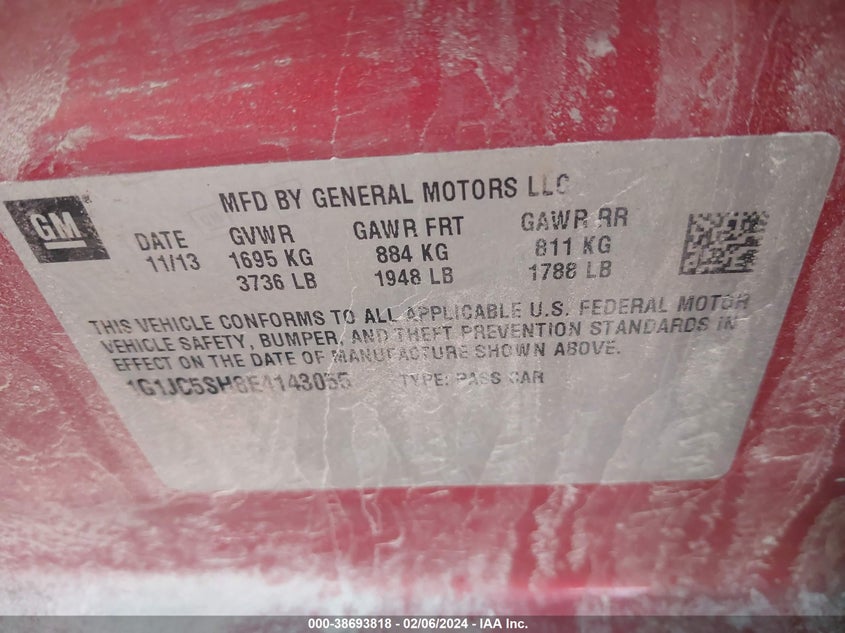 GM
MFD BY GENERAL MOTORS LLC
DATE GVWR GAWR FRT GAWR RR
11/13 1695 KG 884 KG 811 KG
3736 LB 1948 LB 1788 LB
THIS VEHICLE CONFORMS TO ALL APPLICABLE U.S. FEDERAL MOTOR
VEHICLE SAFETY, BUMPER, AND THEFT PREVENTION STANDARDS IN
EFFECT ON THE DATE OF MANUFACTURE SHOWN ABOVE.
1G1JC5SH8E4143055 TYPE: PASS CAR
000-38693818 - 02/06/2024 - IAA Inc.